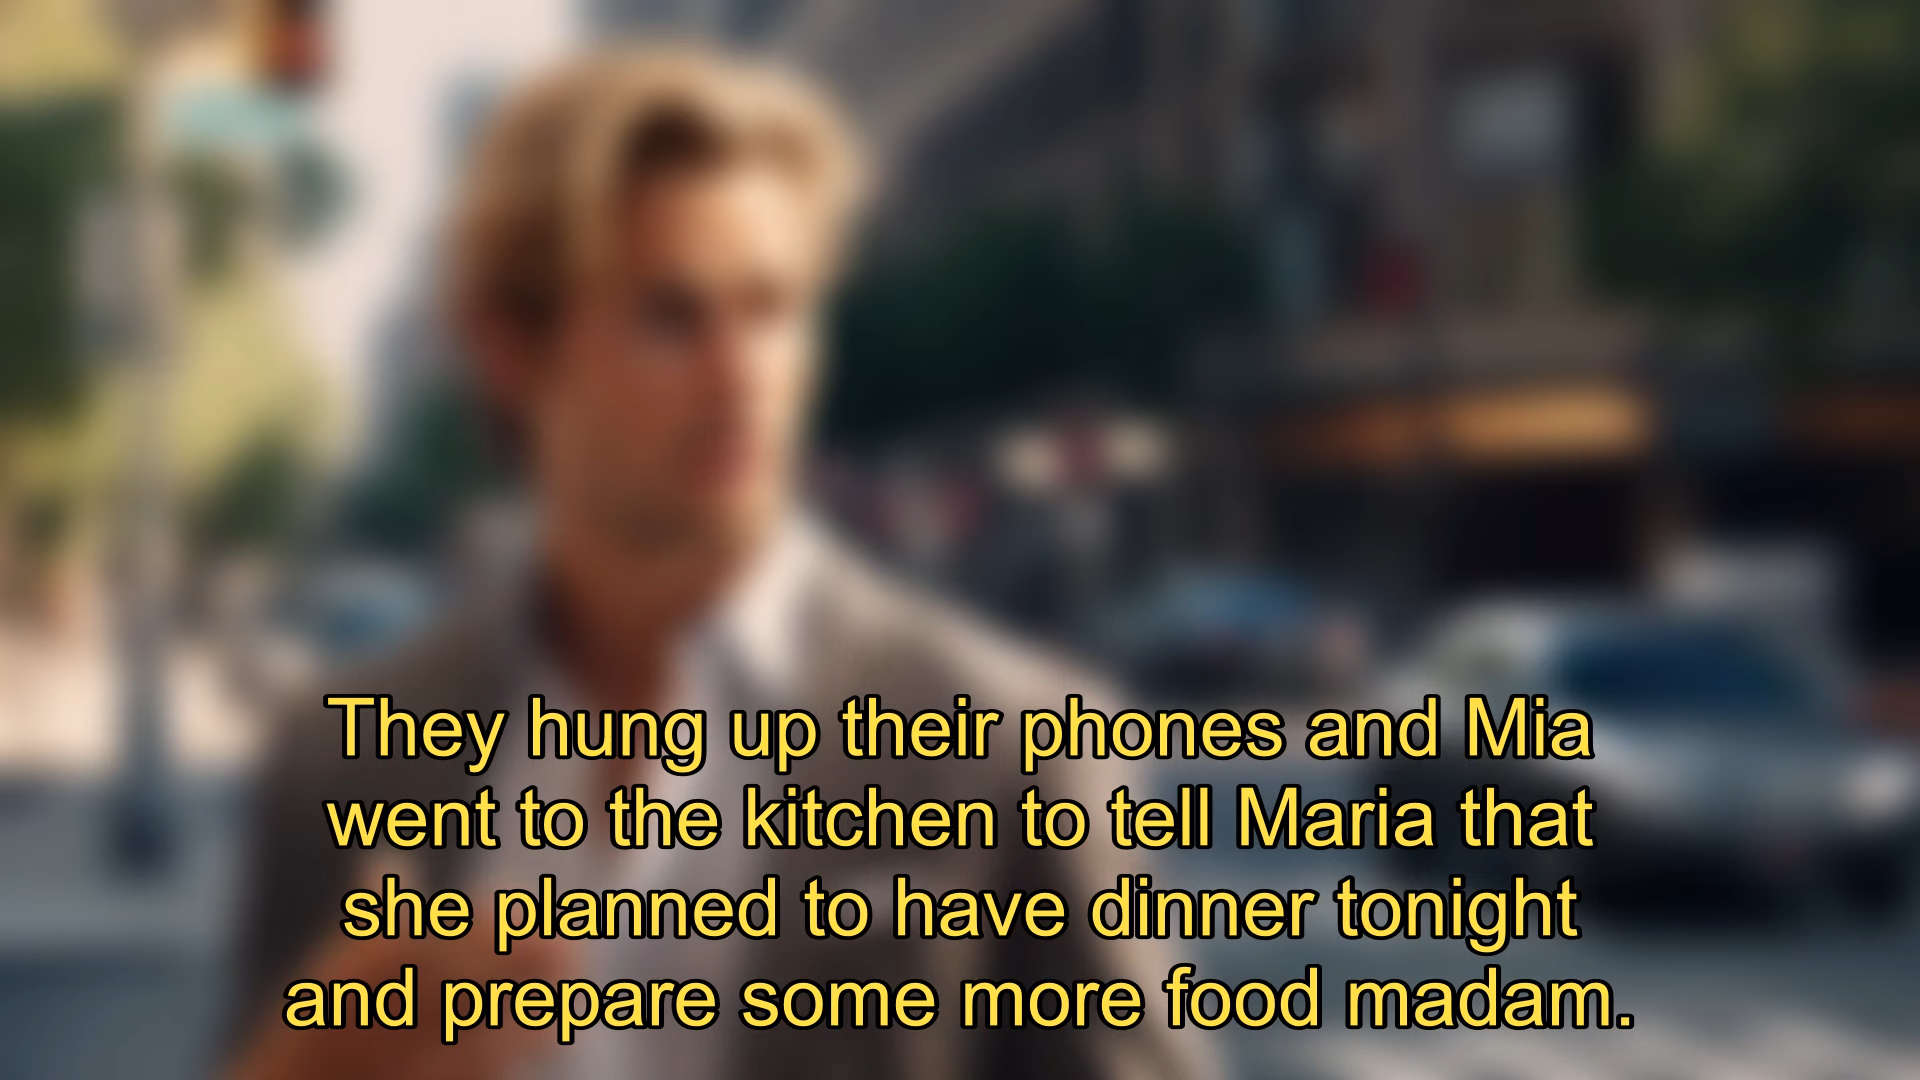 They hung up their phones and Mia
went to the kitchen to tell Maria that
she planned to have dinner tonight
and prepare some more food madam.